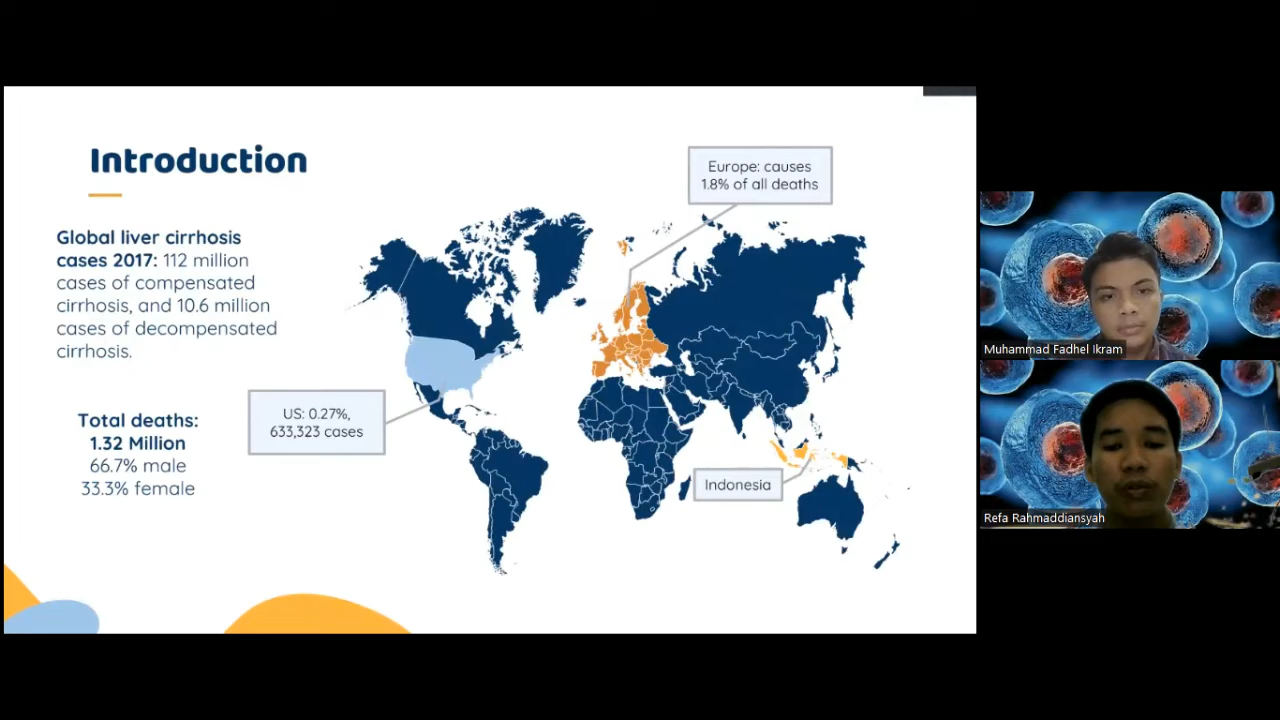 Introduction
Global liver cirrhosis
cases 2017: 112 million
cases of compensated
cirrhosis, and 10.6 million
cases of decompensated
cirrhosis.
Total deaths:
1.32 Million
66.7% male
33.3% female
Europe: causes
1.8% of all deaths
US: 0.27%,
633,323 cases
Indonesia
Muhammad Fadhel Ikram
Refa Rahmaddiansyah